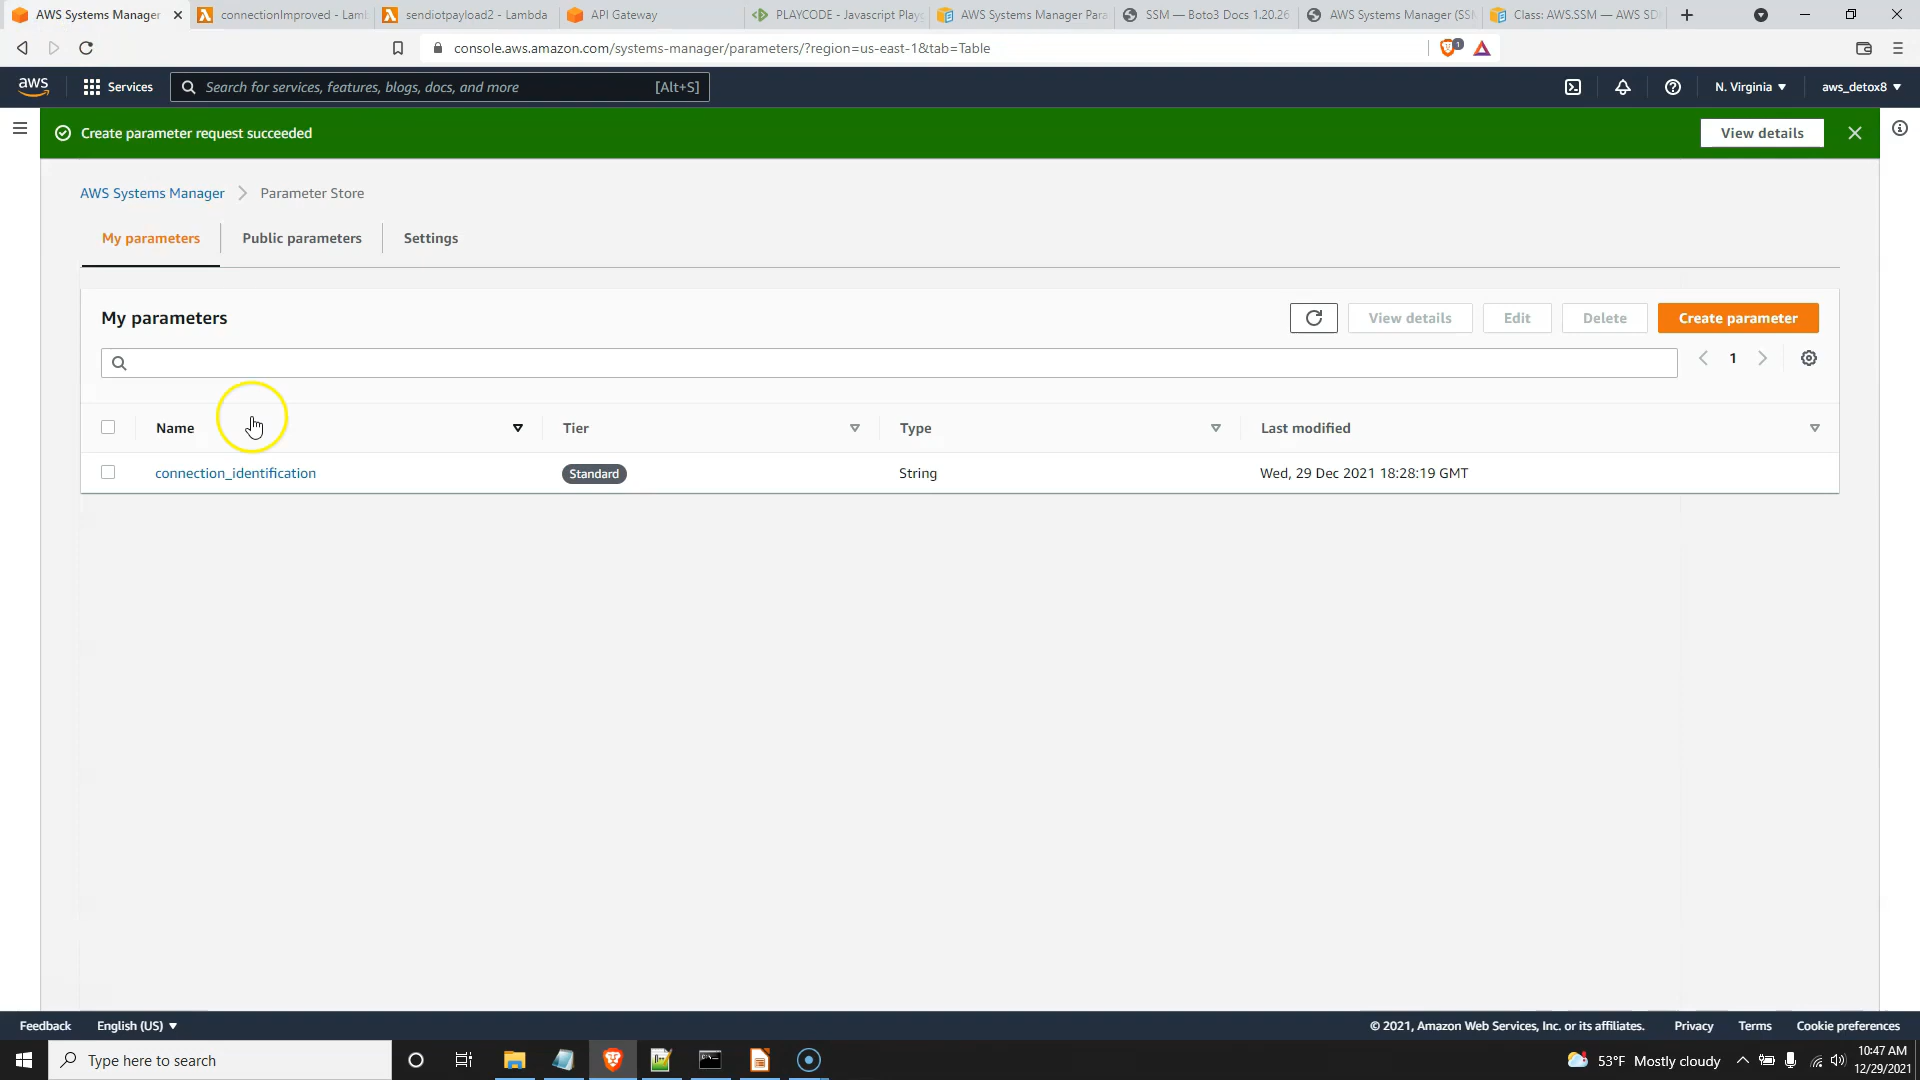 AWS Systems Manager
connectionImproved - Lam
sendiotpayload2 - Lambda
API Gateway
PLAYCODE - Javascript Playc
AWS Systems Manager Para
SSM — Boto3 Docs 1.20.26
AWS Systems Manager (SSM
Class: AWS.SSM — AWS SD
console.aws.amazon.com/systems-manager/parameters/?region=us-east-1&tab=Table
1
aws
Services
Search for services, features, blogs, docs, and more
[Alt+S]
N. Virginia
aws_detox8
Create parameter request succeeded
View details
AWS Systems Manager
Parameter Store
My parameters
Public parameters
Settings
My parameters
View details
Edit
Delete
Create parameter
1
Name
Tier
Type
Last modified
connection_identification
Standard
String
Wed, 29 Dec 2021 18:28:19 GMT
Feedback
English (US)
© 2021, Amazon Web Services, Inc. or its affiliates.
Privacy
Terms
Cookie preferences
Type here to search
53°F Mostly cloudy
10:47 AM
12/29/2021